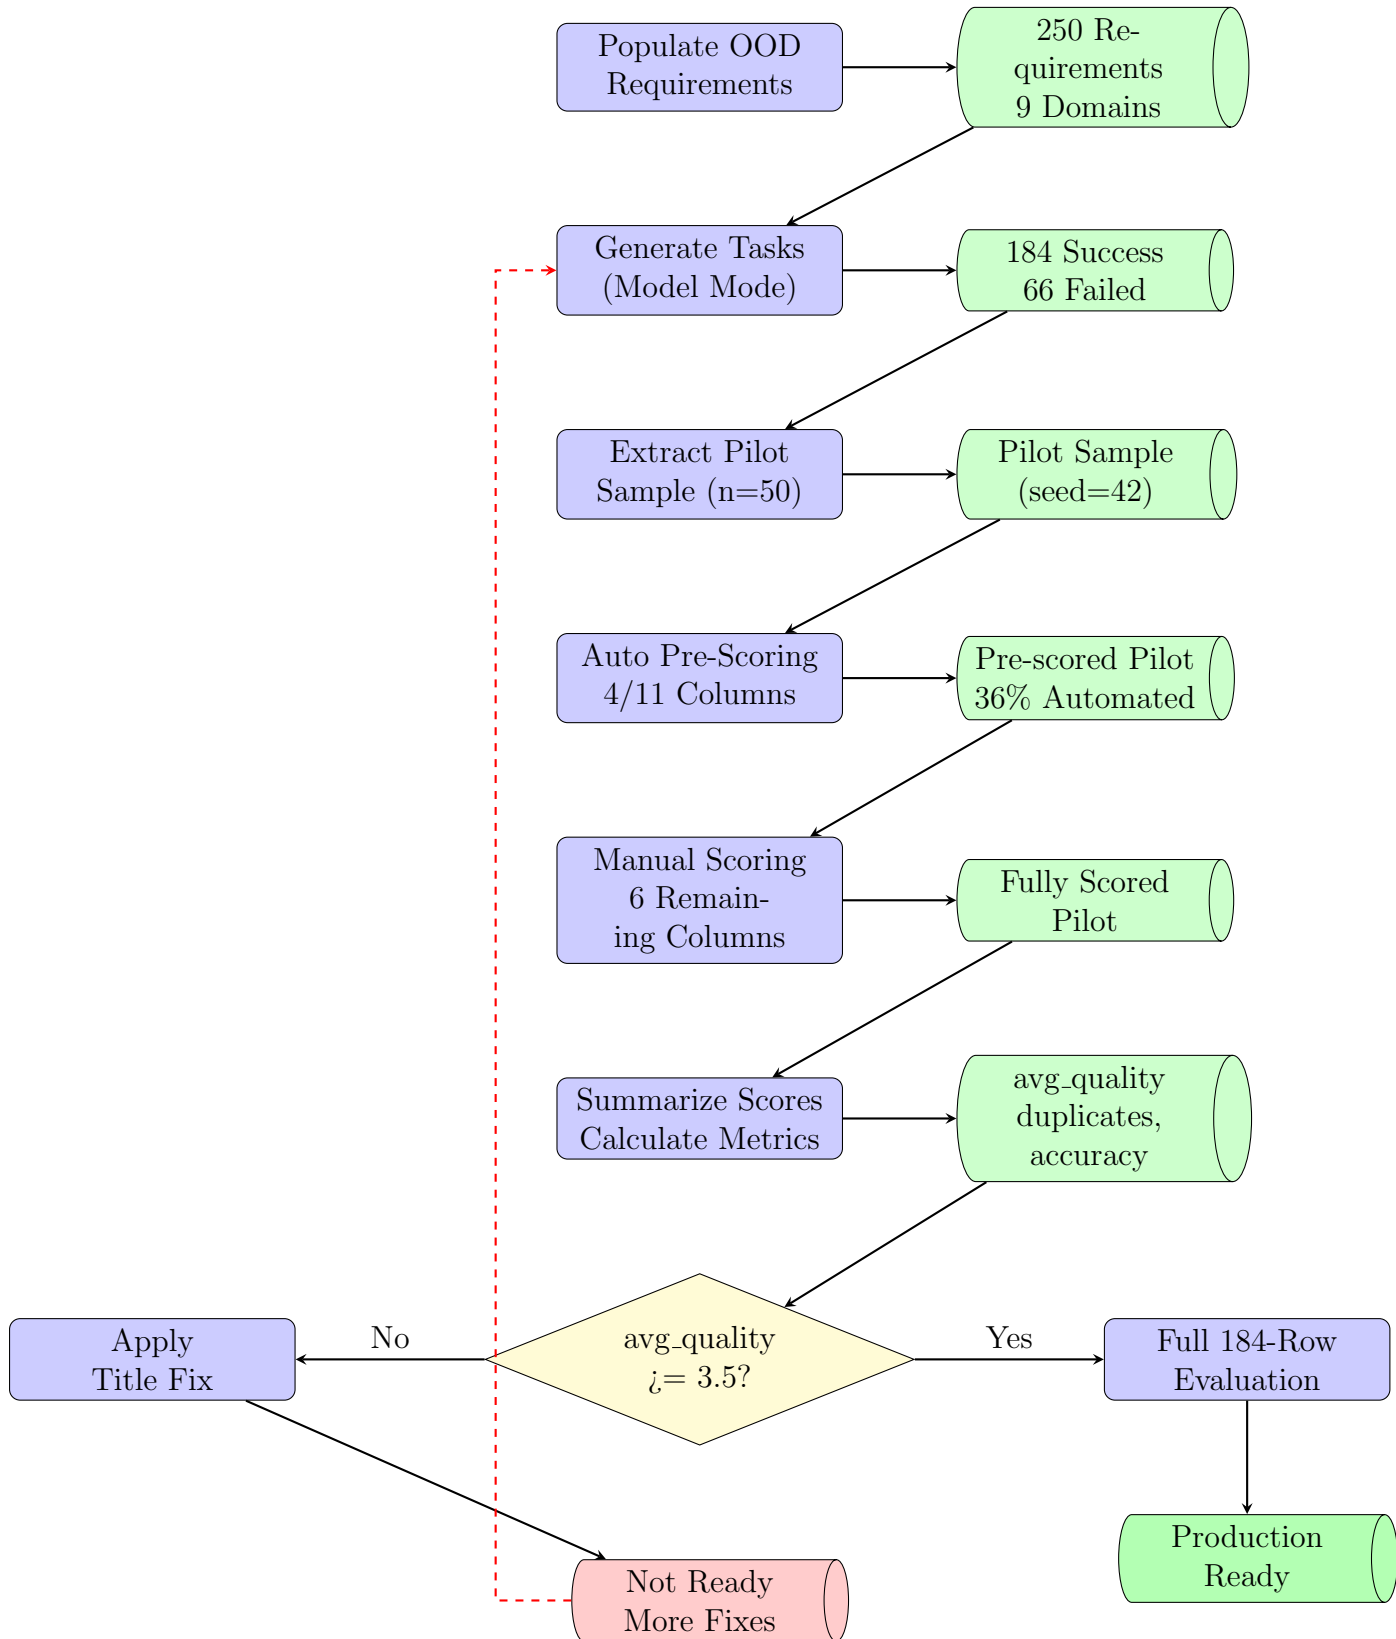 Populate OOD
Requirements
250 Re-
quirements
9 Domains
Generate Tasks
(Model Mode)
184 Success
66 Failed
Extract Pilot
Sample (n=50)
Pilot Sample
(seed=42)
Auto Pre-Scoring
4/11 Columns
Pre-scored Pilot
36% Automated
Manual Scoring
6 Remain-
ing Columns
Fully Scored
Pilot
Summarize Scores
Calculate Metrics
avg_quality
duplicates,
accuracy
Apply
Title Fix
No
avg_quality
¿= 3.5?
Yes
Full 184-Row
Evaluation
Not Ready
More Fixes
Production
Ready